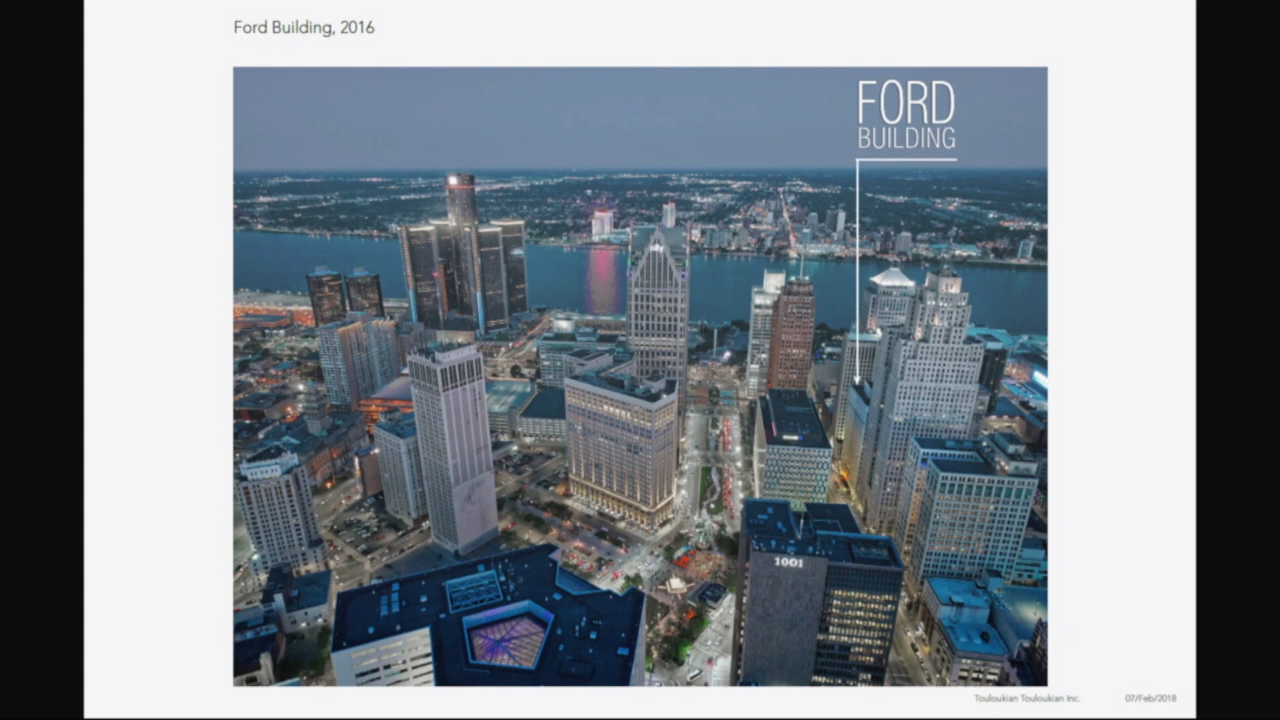 Ford Building, 2016
FORD
BUILDING
1001
Touloukian Touloukian Inc.
07/Feb/2018